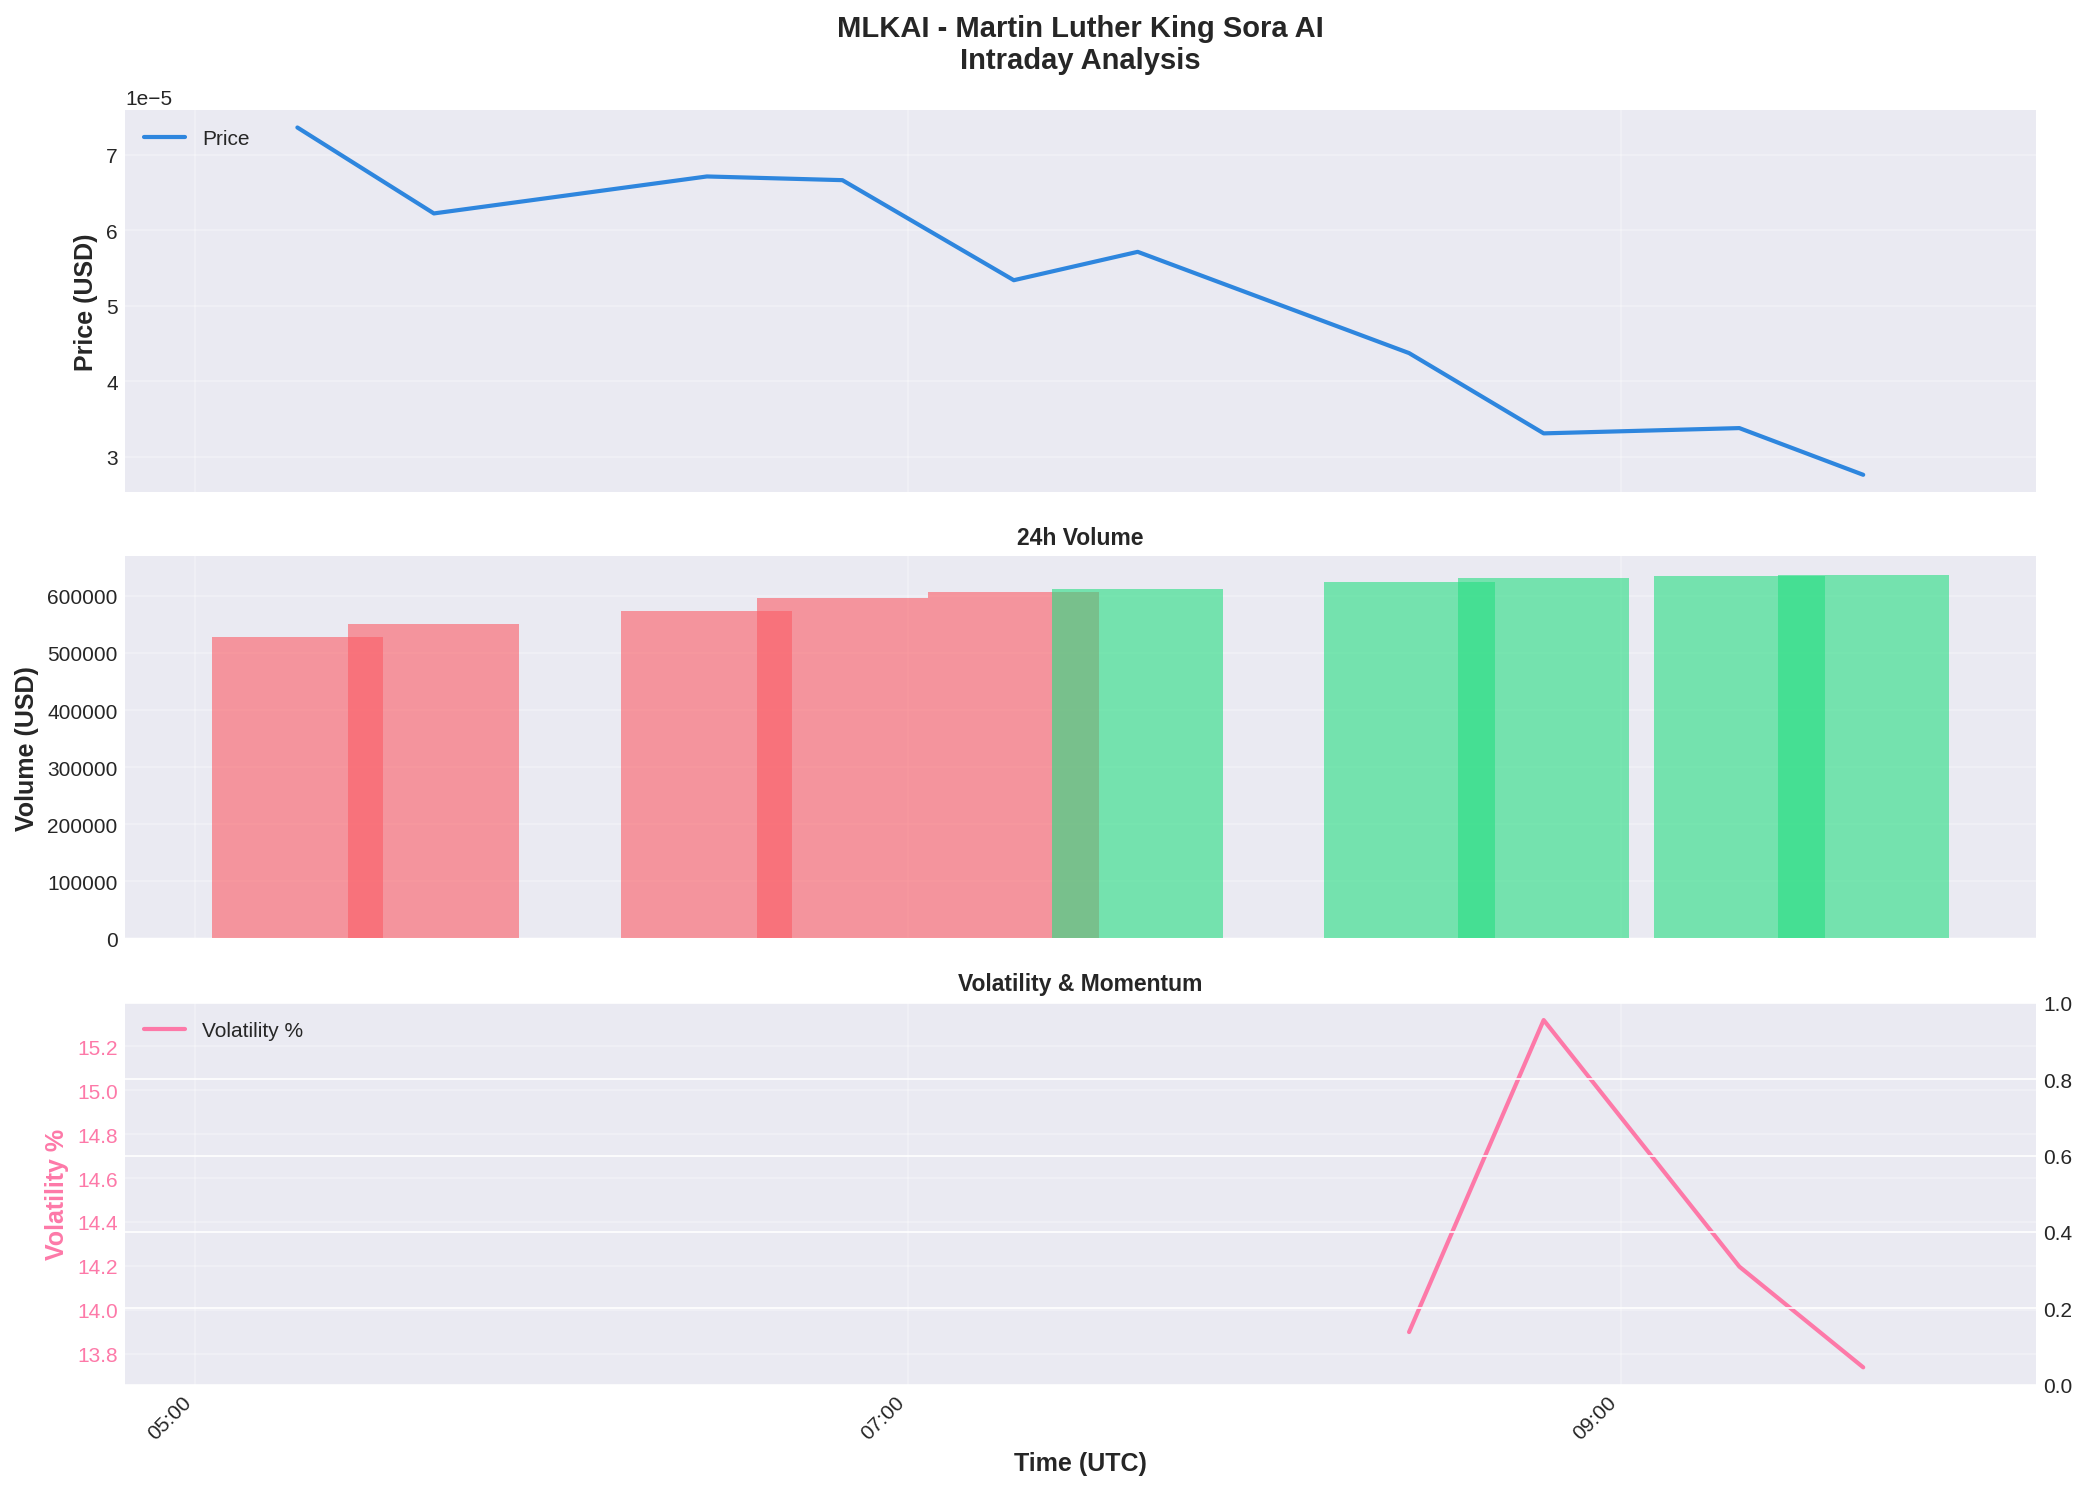 MLKAI - Martin Luther King Sora AI
Intraday Analysis
1e−5
Price
7
6
5
4
3
Price (USD)
24h Volume
600000
500000
400000
300000
200000
100000
0
Volume (USD)
Volatility & Momentum
Volatility %
15.2
15.0
14.8
14.6
14.4
14.2
14.0
13.8
Volatility %
1.0
0.8
0.6
0.4
0.2
0.0
05:00
07:00
09:00
Time (UTC)